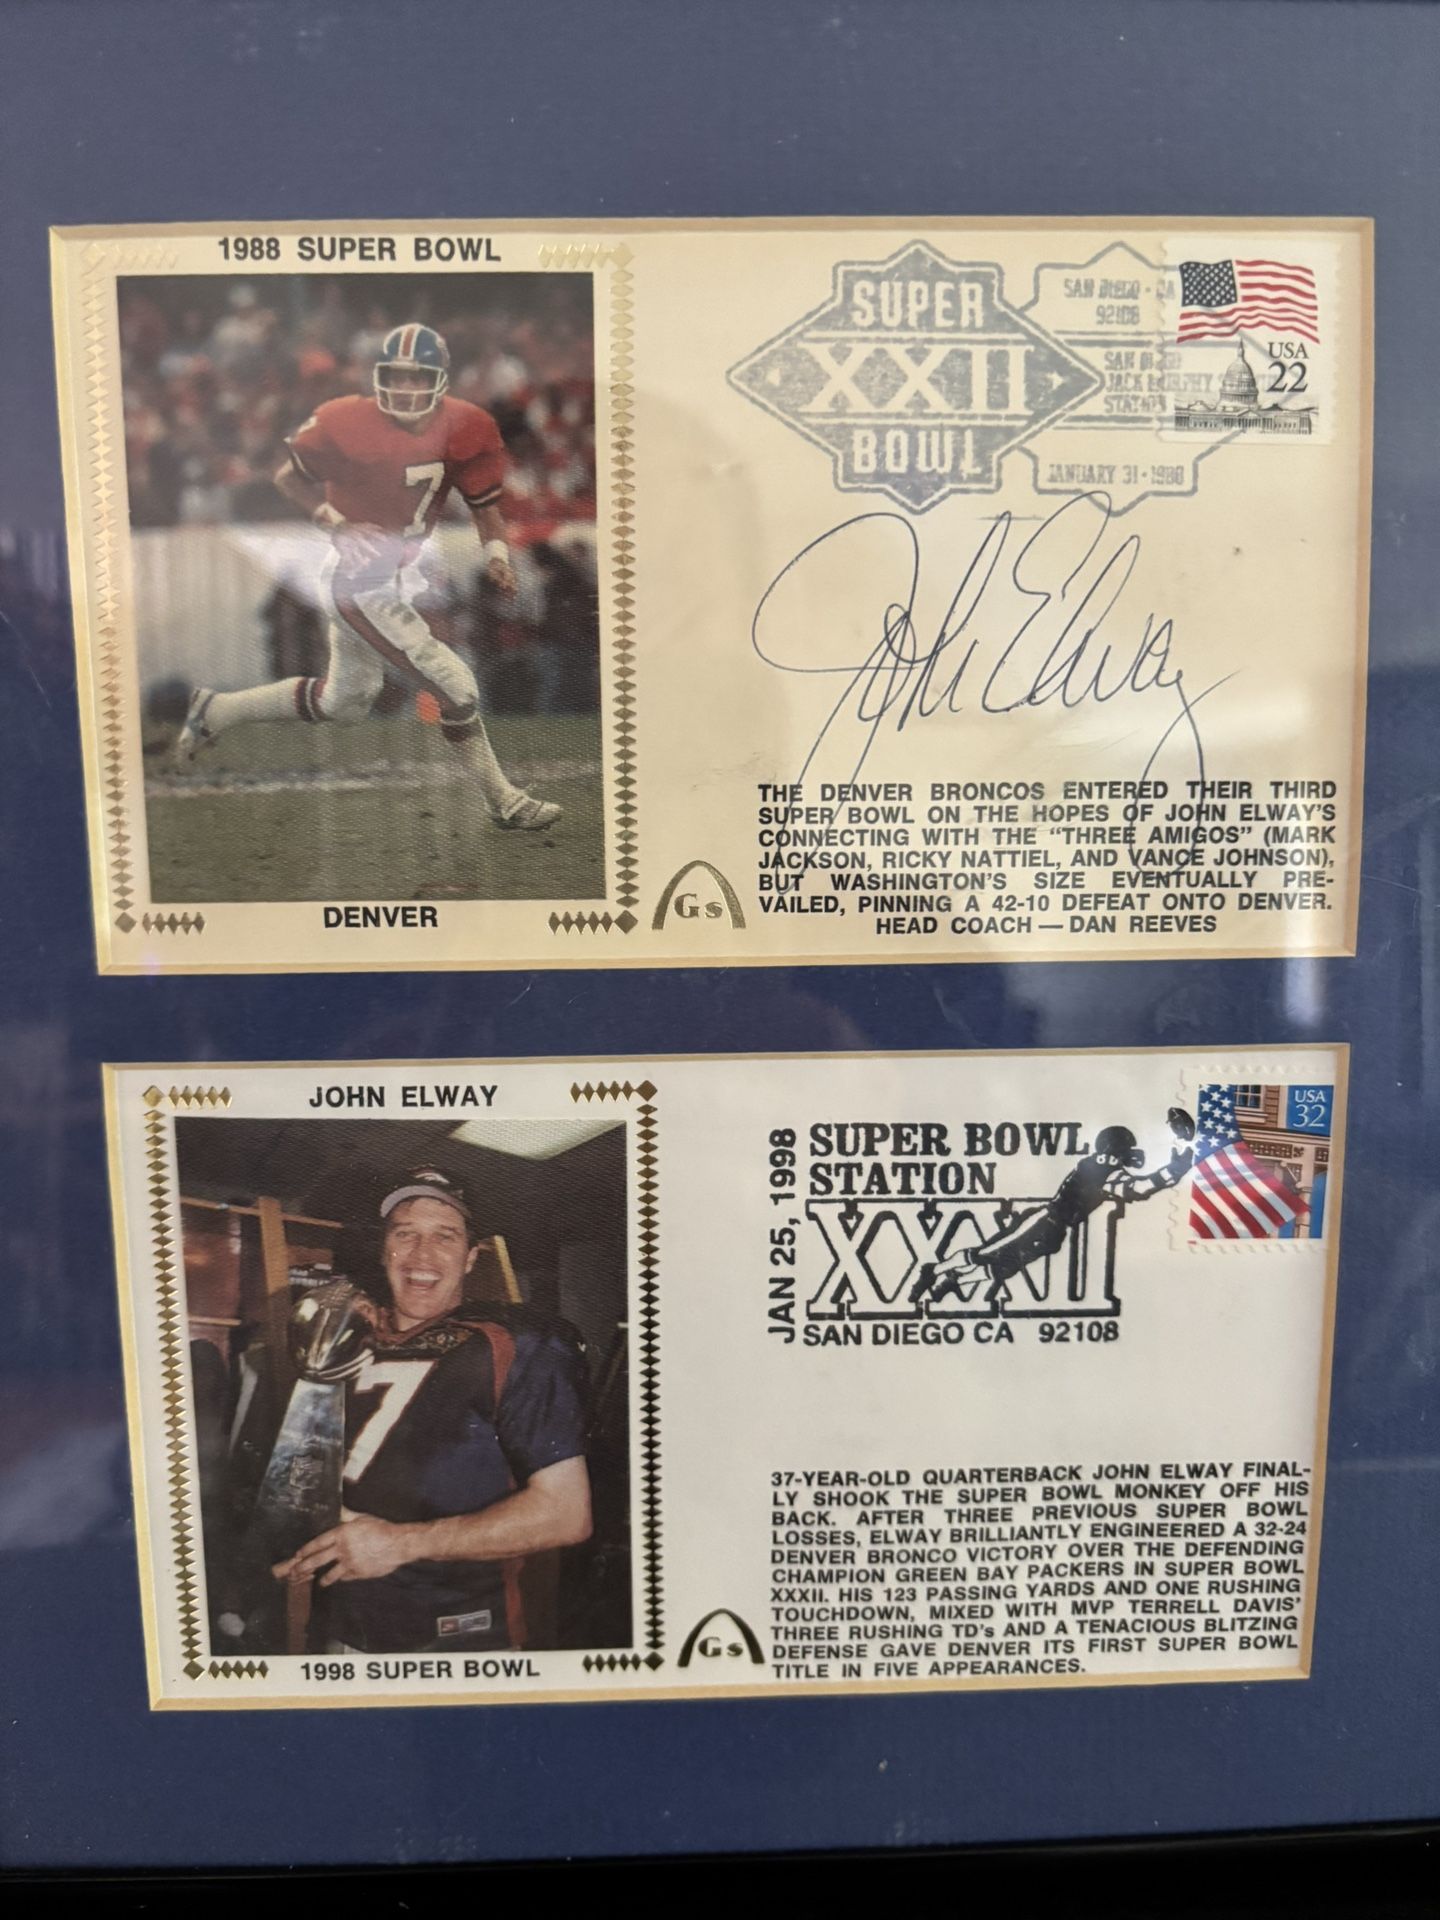 1988 SUPER BOWL
7
7
DENVER
SUPER
XXII
BOWL
SAN DIEGO · CA
92108
SAN DIEGO
JACK MURPHY
STATION
JANUARY 31 · 1988
USA
22
John Elway
THE DENVER BRONCOS ENTERED THEIR THIRD
SUPER BOWL ON THE HOPES OF JOHN ELWAY'S
CONNECTING WITH THE "THREE AMIGOS" (MARK
JACKSON, RICKY NATTIEL, AND VANCE JOHNSON),
BUT WASHINGTON'S SIZE EVENTUALLY PRE-
VAILED, PINNING A 42-10 DEFEAT ONTO DENVER.
HEAD COACH — DAN REEVES
Gs
JOHN ELWAY
7
1998 SUPER BOWL
JAN 25, 1998
SUPER BOWL
STATION
XXXII
80
SAN DIEGO CA 92108
USA
32
37-YEAR-OLD QUARTERBACK JOHN ELWAY FINAL-
LY SHOOK THE SUPER BOWL MONKEY OFF HIS
BACK. AFTER THREE PREVIOUS SUPER BOWL
LOSSES, ELWAY BRILLIANTLY ENGINEERED A 32-24
DENVER BRONCO VICTORY OVER THE DEFENDING
CHAMPION GREEN BAY PACKERS IN SUPER BOWL
XXXII. HIS 123 PASSING YARDS AND ONE RUSHING
TOUCHDOWN, MIXED WITH MVP TERRELL DAVIS'
THREE RUSHING TD's AND A TENACIOUS BLITZING
DEFENSE GAVE DENVER ITS FIRST SUPER BOWL
TITLE IN FIVE APPEARANCES.
Gs